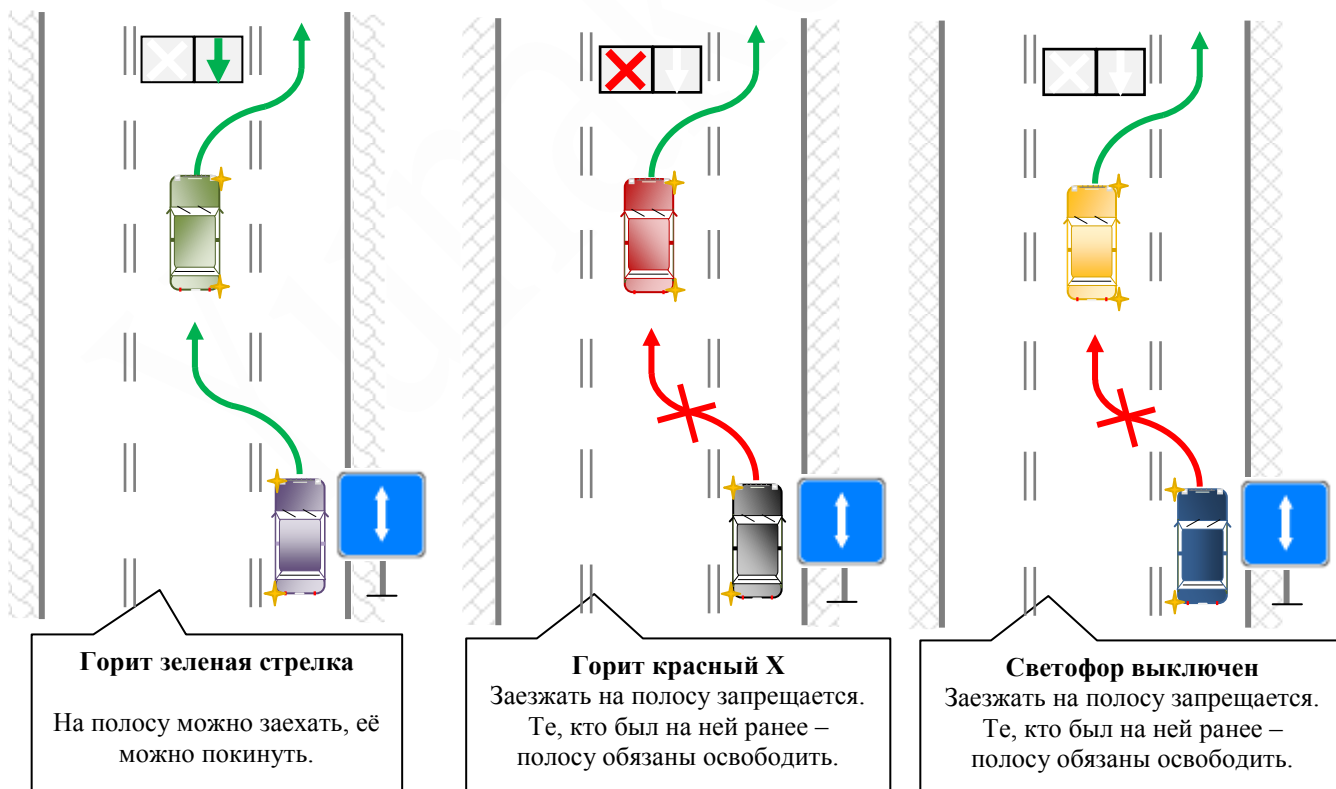 Горит зеленая стрелка
На полосу можно заехать, её
можно покинуть.
Горит красный Х
Заезжать на полосу запрещается.
Те, кто был на ней ранее –
полосу обязаны освободить.
Светофор выключен
Заезжать на полосу запрещается.
Те, кто был на ней ранее –
полосу обязаны освободить.